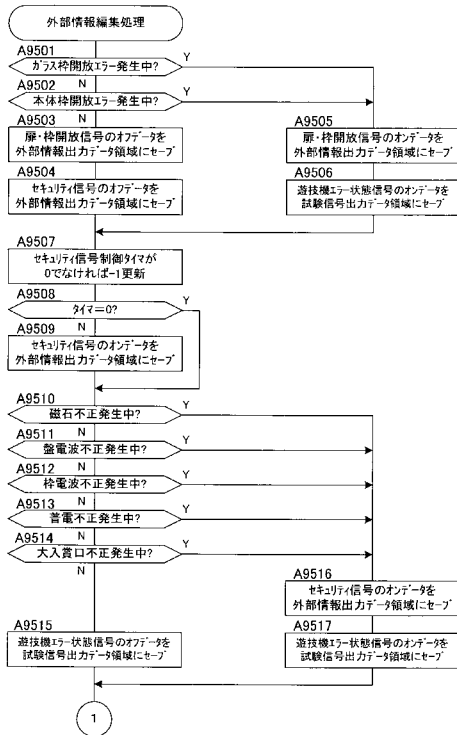 外部情報編集処理
A9501
ガラス枠開放エラー発生中?
Y
N
A9502
本体枠開放エラー発生中?
Y
N
A9503
扉・枠開放信号のオフデータを
外部情報出力データ領域にセーブ
A9505
扉・枠開放信号のオンデータを
外部情報出力データ領域にセーブ
A9504
セキュリティ信号のオフデータを
外部情報出力データ領域にセーブ
A9506
遊技機エラー状態信号のオンデータを
試験信号出力データ領域にセーブ
A9507
セキュリティ信号制御タイマが
0でなければ-1更新
A9508
タイマ=0?
Y
N
A9509
セキュリティ信号のオンデータを
外部情報出力データ領域にセーブ
A9510
磁石不正発生中?
Y
N
A9511
盤電波不正発生中?
Y
N
A9512
枠電波不正発生中?
Y
N
A9513
普電不正発生中?
Y
N
A9514
大入賞口不正発生中?
Y
N
A9516
セキュリティ信号のオンデータを
外部情報出力データ領域にセーブ
A9515
遊技機エラー状態信号のオフデータを
試験信号出力データ領域にセーブ
A9517
遊技機エラー状態信号のオンデータを
試験信号出力データ領域にセーブ
1